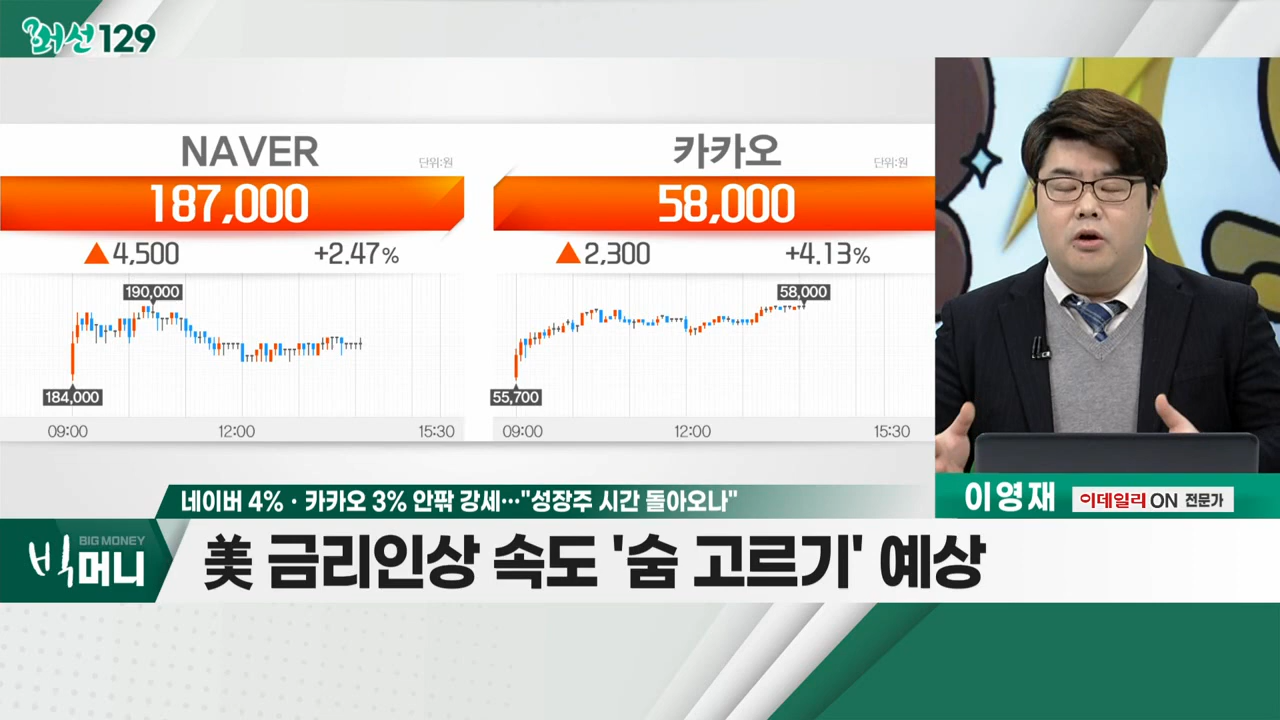 최선129
NAVER
단위:원
187,000
▲4,500 +2.47%
190,000
184,000
09:00 12:00 15:30
카카오
단위:원
58,000
▲2,300 +4.13%
58,000
55,700
09:00 12:00 15:30
이영재 이데일리ON 전문가
네이버 4%·카카오 3% 안팎 강세…"성장주 시간 돌아오나"
BIG MONEY
빅머니
美 금리인상 속도 '숨 고르기' 예상